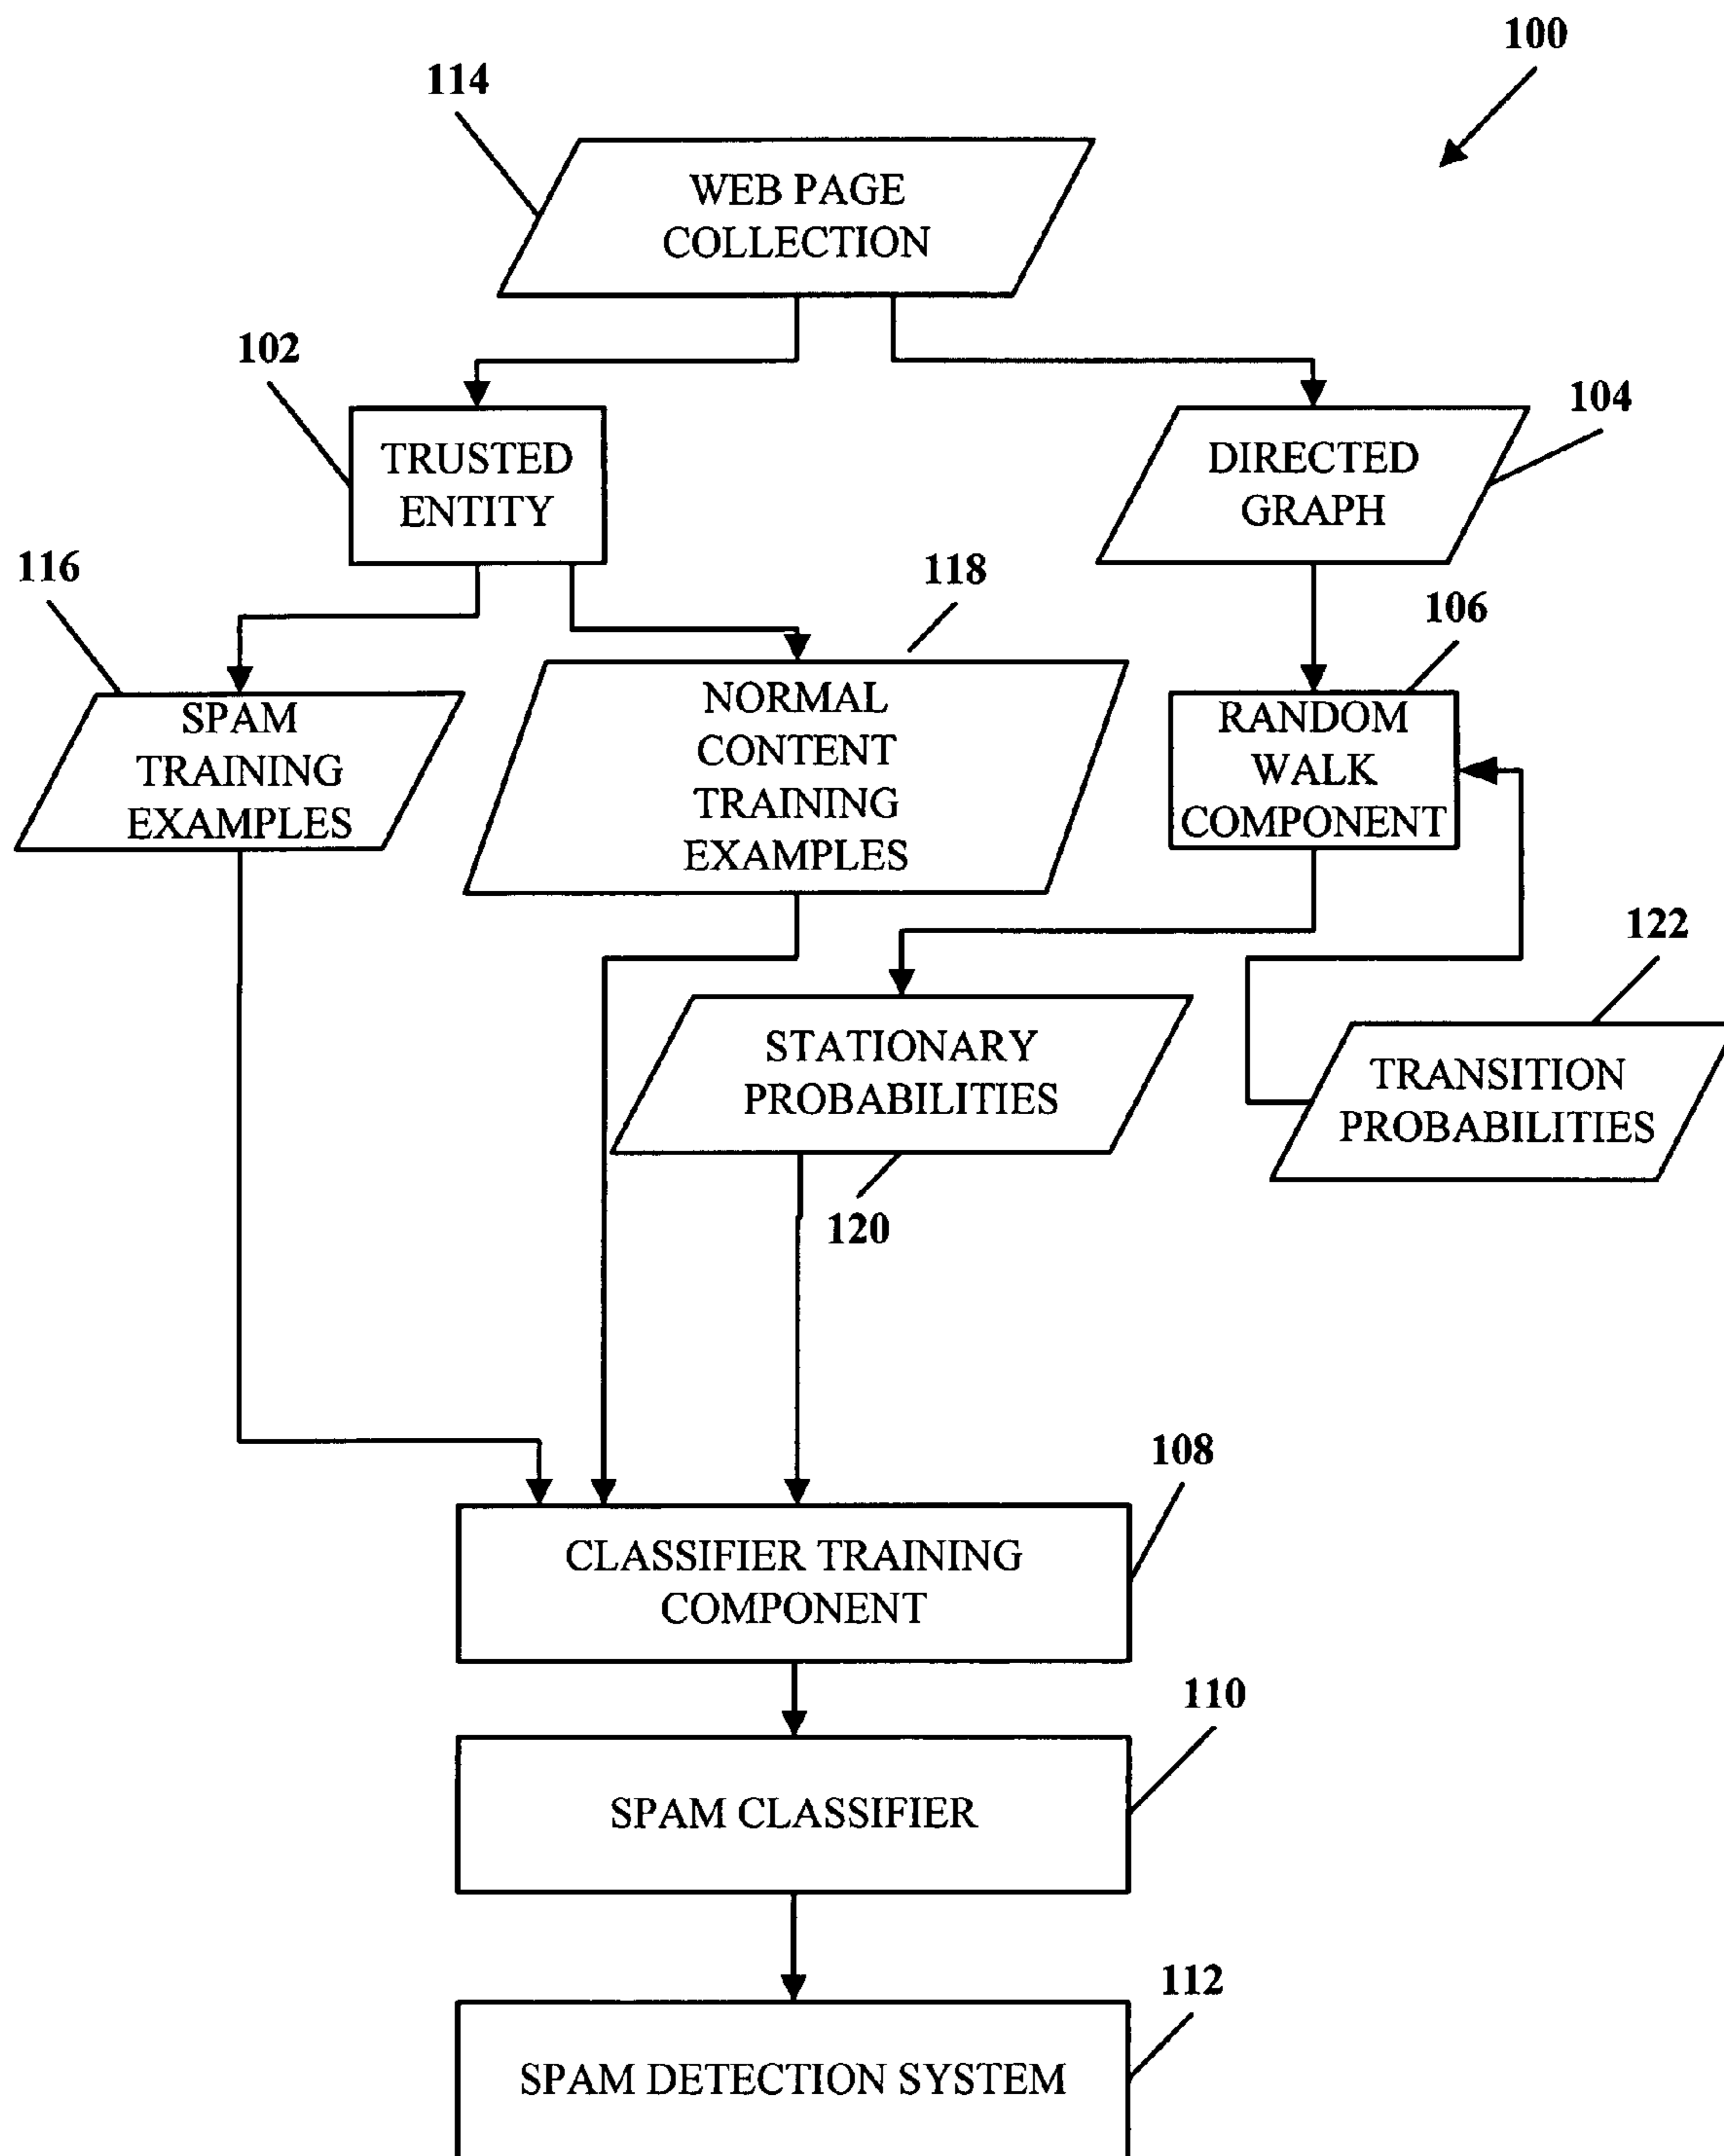 100
114
WEB PAGE
COLLECTION
102
104
TRUSTED
ENTITY
DIRECTED
GRAPH
116
118
106
SPAM
TRAINING
EXAMPLES
NORMAL
CONTENT
TRAINING
EXAMPLES
RANDOM
WALK
COMPONENT
122
STATIONARY
PROBABILITIES
TRANSITION
PROBABILITIES
120
108
CLASSIFIER TRAINING
COMPONENT
110
SPAM CLASSIFIER
112
SPAM DETECTION SYSTEM